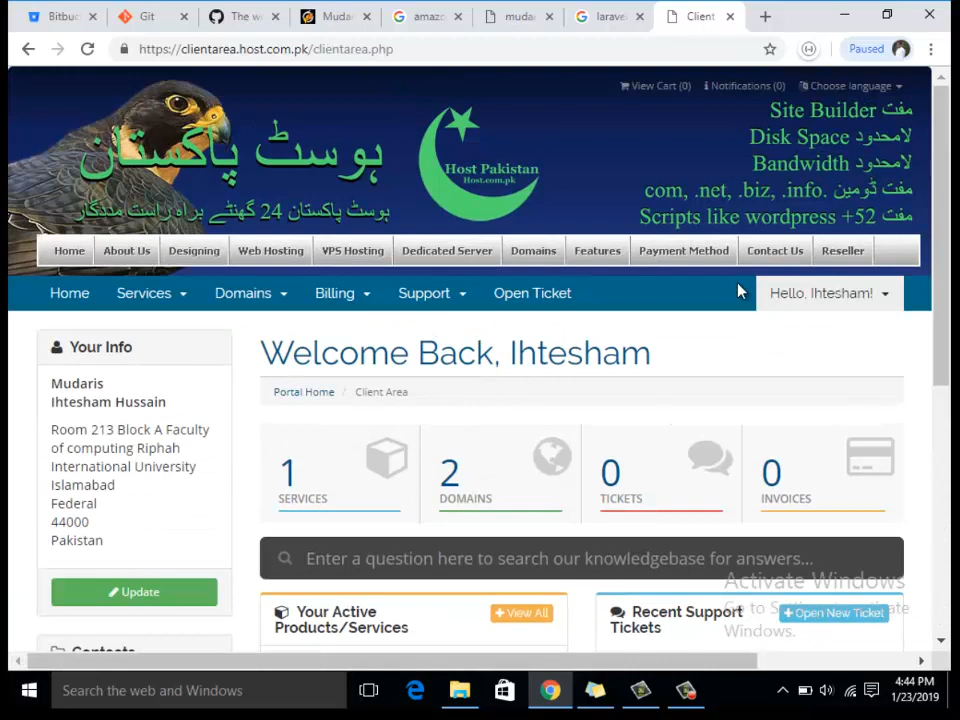 Bitbuc
Git
The w
Mudar
amazo
muda
larave
Client
https://clientarea.host.com.pk/clientarea.php
Paused
View Cart (0)
Notifications (0)
Choose language
ہوسٹ پاکستان
ہوسٹ پاکستان 24 گھنٹے براہ راست مددگار
Host Pakistan
Host.com.pk
مفت Site Builder
لامحدود Disk Space
لامحدود Bandwidth
مفت ڈومین .com, .net, .biz, .info
مفت 52+ Scripts like wordpress
Home
About Us
Designing
Web Hosting
VPS Hosting
Dedicated Server
Domains
Features
Payment Method
Contact Us
Reseller
Home
Services
Domains
Billing
Support
Open Ticket
Hello, Ihtesham!
Your Info
Mudaris
Ihtesham Hussain
Room 213 Block A Faculty
of computing Riphah
International University
Islamabad
Federal
44000
Pakistan
Update
Contacts
Welcome Back, Ihtesham
Portal Home / Client Area
1
SERVICES
2
DOMAINS
0
TICKETS
0
INVOICES
Enter a question here to search our knowledgebase for answers...
Your Active
Products/Services
+ View All
Recent Support
Tickets
+ Open New Ticket
Activate Windows
Search the web and Windows
4:44 PM
1/23/2019